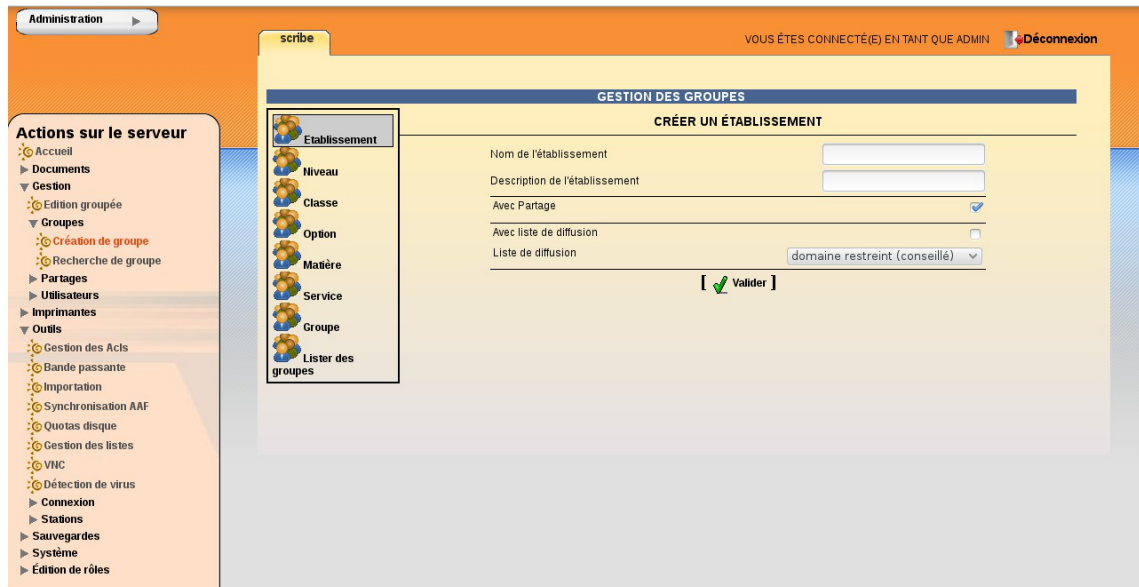 Administration
scribe
VOUS ÊTES CONNECTÉ(E) EN TANT QUE ADMIN
Déconnexion
Actions sur le serveur
Accueil
Documents
Gestion
Edition groupée
Groupes
Création de groupe
Recherche de groupe
Partages
Utilisateurs
Imprimantes
Outils
Gestion des Acls
Bande passante
Importation
Synchronisation AAF
Quotas disque
Gestion des listes
VNC
Détection de virus
Connexion
Stations
Sauvegardes
Système
Édition de rôles
GESTION DES GROUPES
Etablissement
Niveau
Classe
Option
Matière
Service
Groupe
Lister des
groupes
CRÉER UN ÉTABLISSEMENT
Nom de l'établissement
Description de l'établissement
Avec Partage
Avec liste de diffusion
Liste de diffusion domaine restreint (conseillé)
[ Valider ]